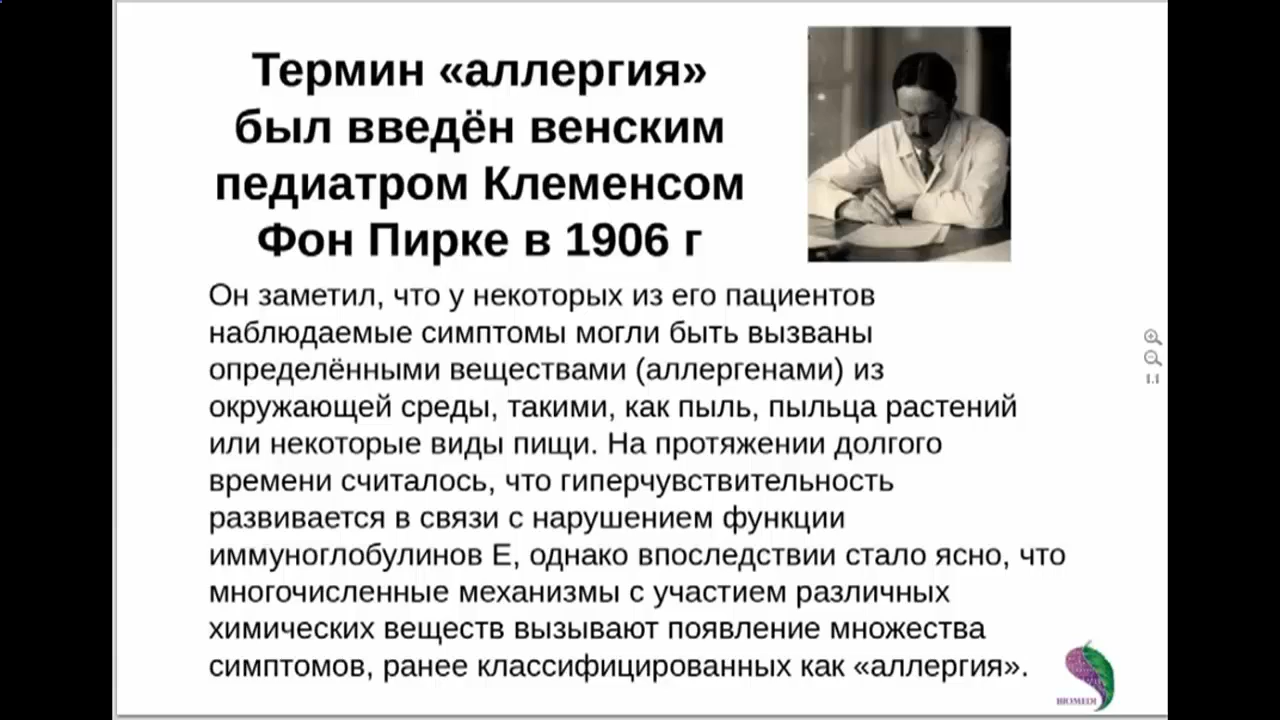 Термин «аллергия»
был введён венским
педиатром Клеменсом
Фон Пирке в 1906 г
Он заметил, что у некоторых из его пациентов
наблюдаемые симптомы могли быть вызваны
определёнными веществами (аллергенами) из
окружающей среды, такими, как пыль, пыльца растений
или некоторые виды пищи. На протяжении долгого
времени считалось, что гиперчувствительность
развивается в связи с нарушением функции
иммуноглобулинов Е, однако впоследствии стало ясно, что
многочисленные механизмы с участием различных
химических веществ вызывают появление множества
симптомов, ранее классифицированных как «аллергия».
1:1